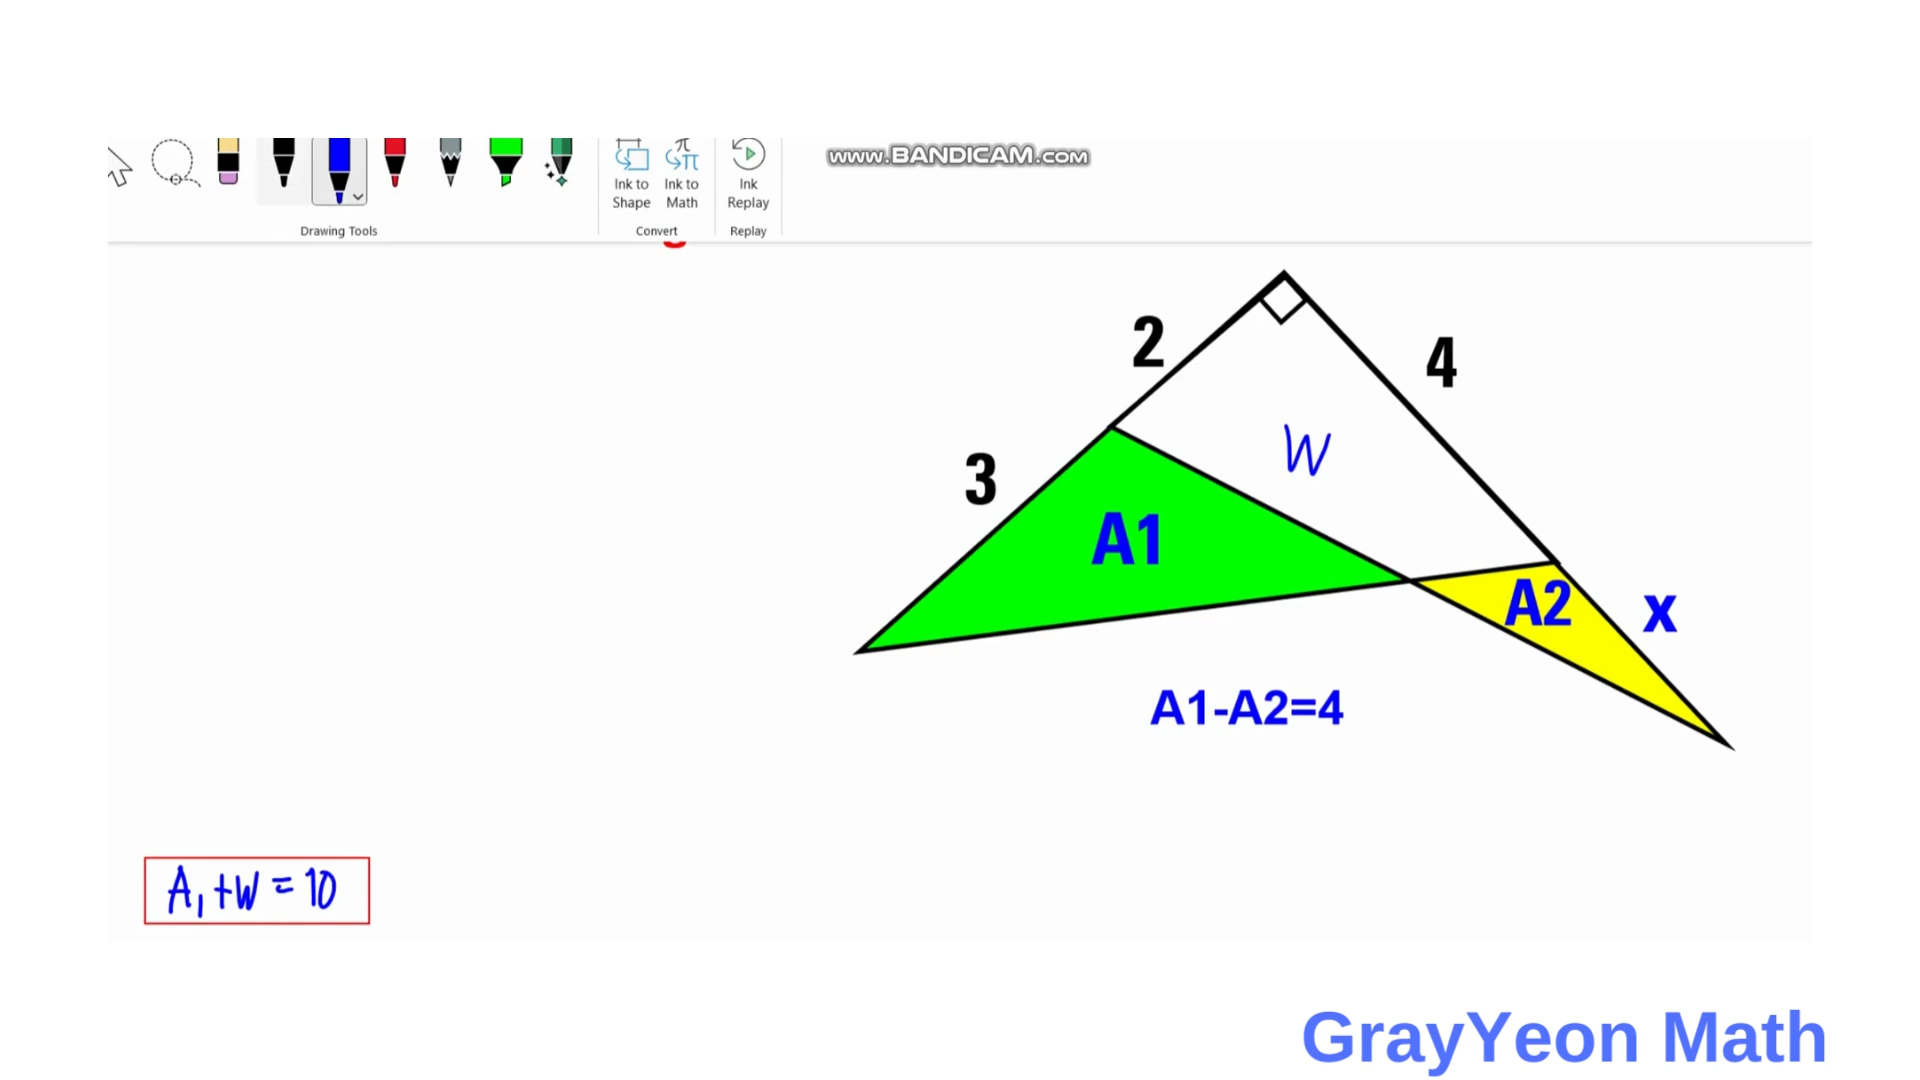 www.BANDICAM.com
Ink to Shape
Ink to Math
Ink Replay
Drawing Tools
Convert
Replay
2
4
W
3
A1
A2
x
A1-A2=4
A₁+W=10
GrayYeon Math